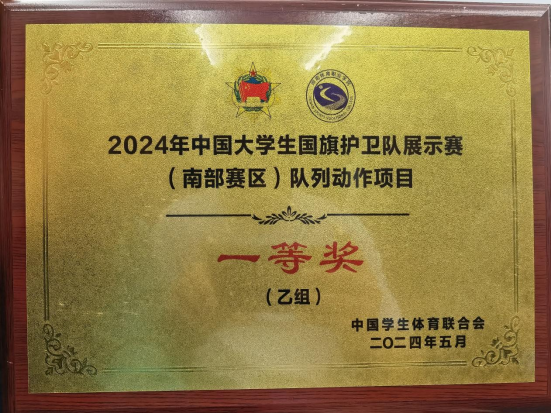 2024年中国大学生国旗护卫队展示赛
（南部赛区）队列动作项目
一等奖
（乙组）
中国学生体育联合会
二〇二四年五月